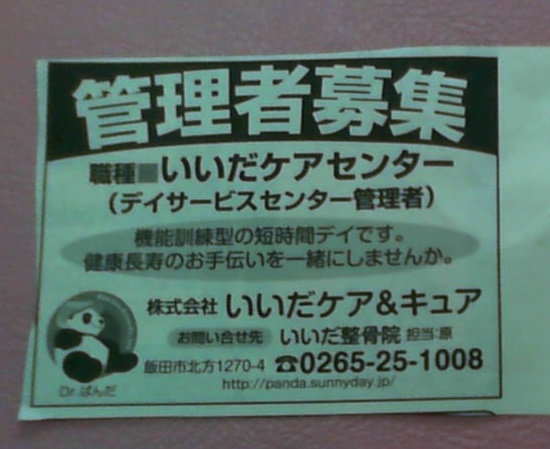 管理者募集
職種■いいだケアセンター
（デイサービスセンター管理者）
機能訓練型の短時間デイです。
健康長寿のお手伝いを一緒にしませんか。
株式会社 いいだケア&キュア
お問い合せ先 いいだ整骨院 担当:原
飯田市北方1270-4 ☎0265-25-1008
http://panda.sunnyday.jp/
Dr.ぱんだ